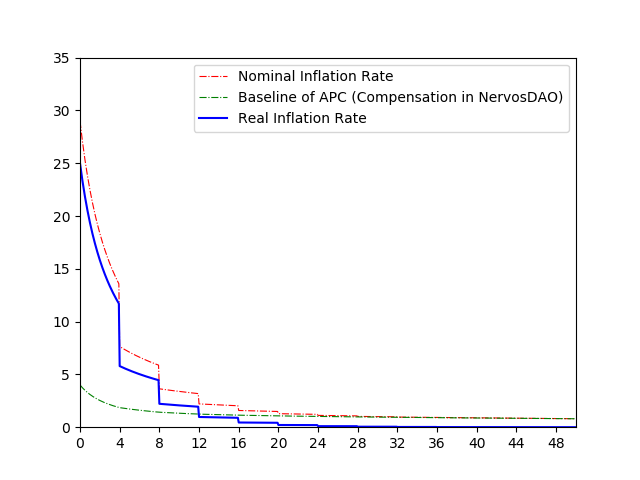 35
30
25
20
15
10
5
0
Nominal Inflation Rate
Baseline of APC (Compensation in NervosDAO)
Real Inflation Rate
0 4 8 12 16 20 24 28 32 36 40 44 48